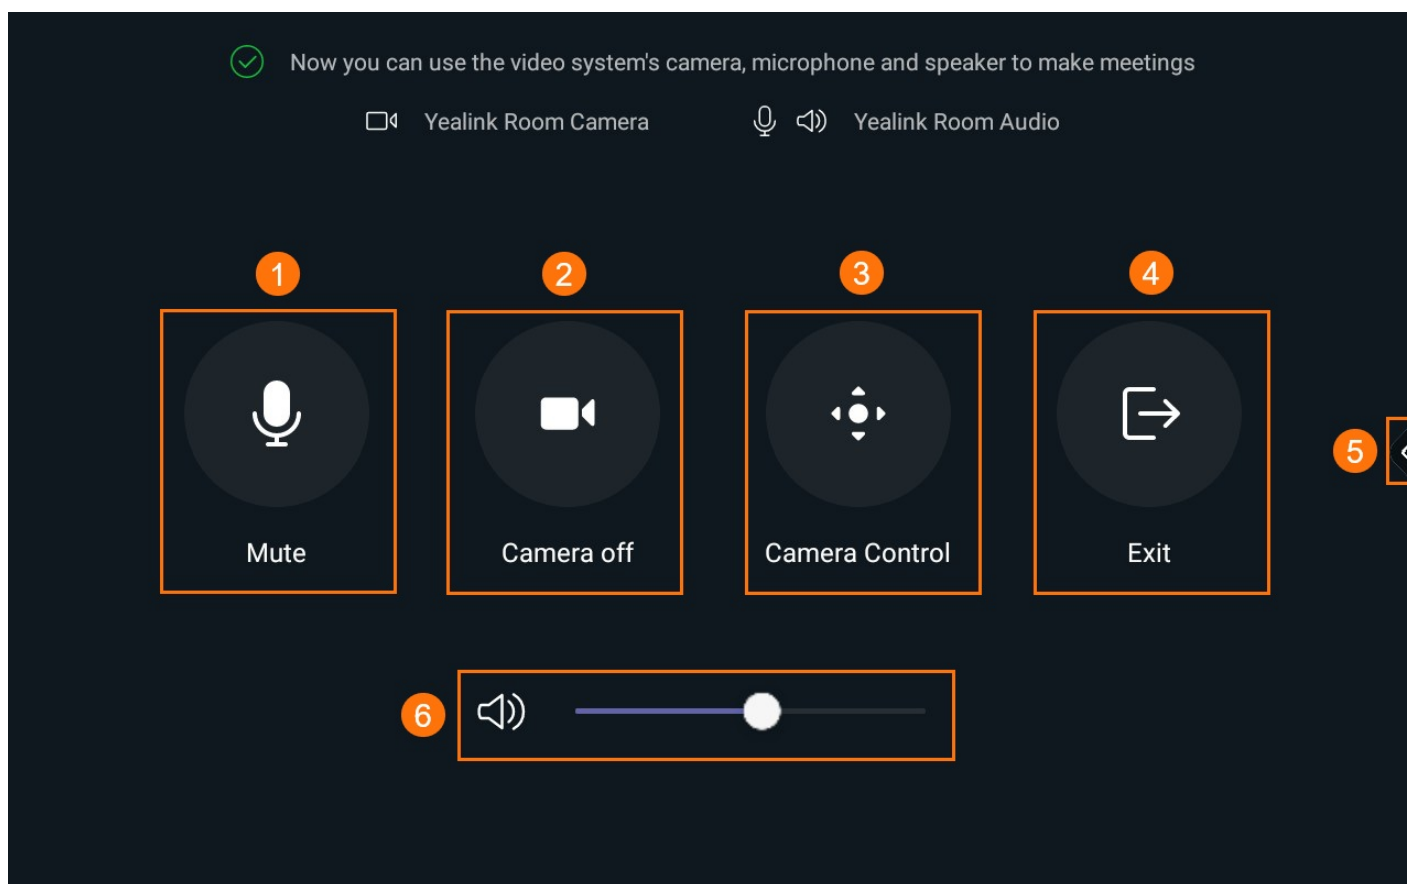 Now you can use the video system's camera, microphone and speaker to make meetings
Yealink Room Camera
Yealink Room Audio
1
2
3
4
5
Mute
Camera off
Camera Control
Exit
6